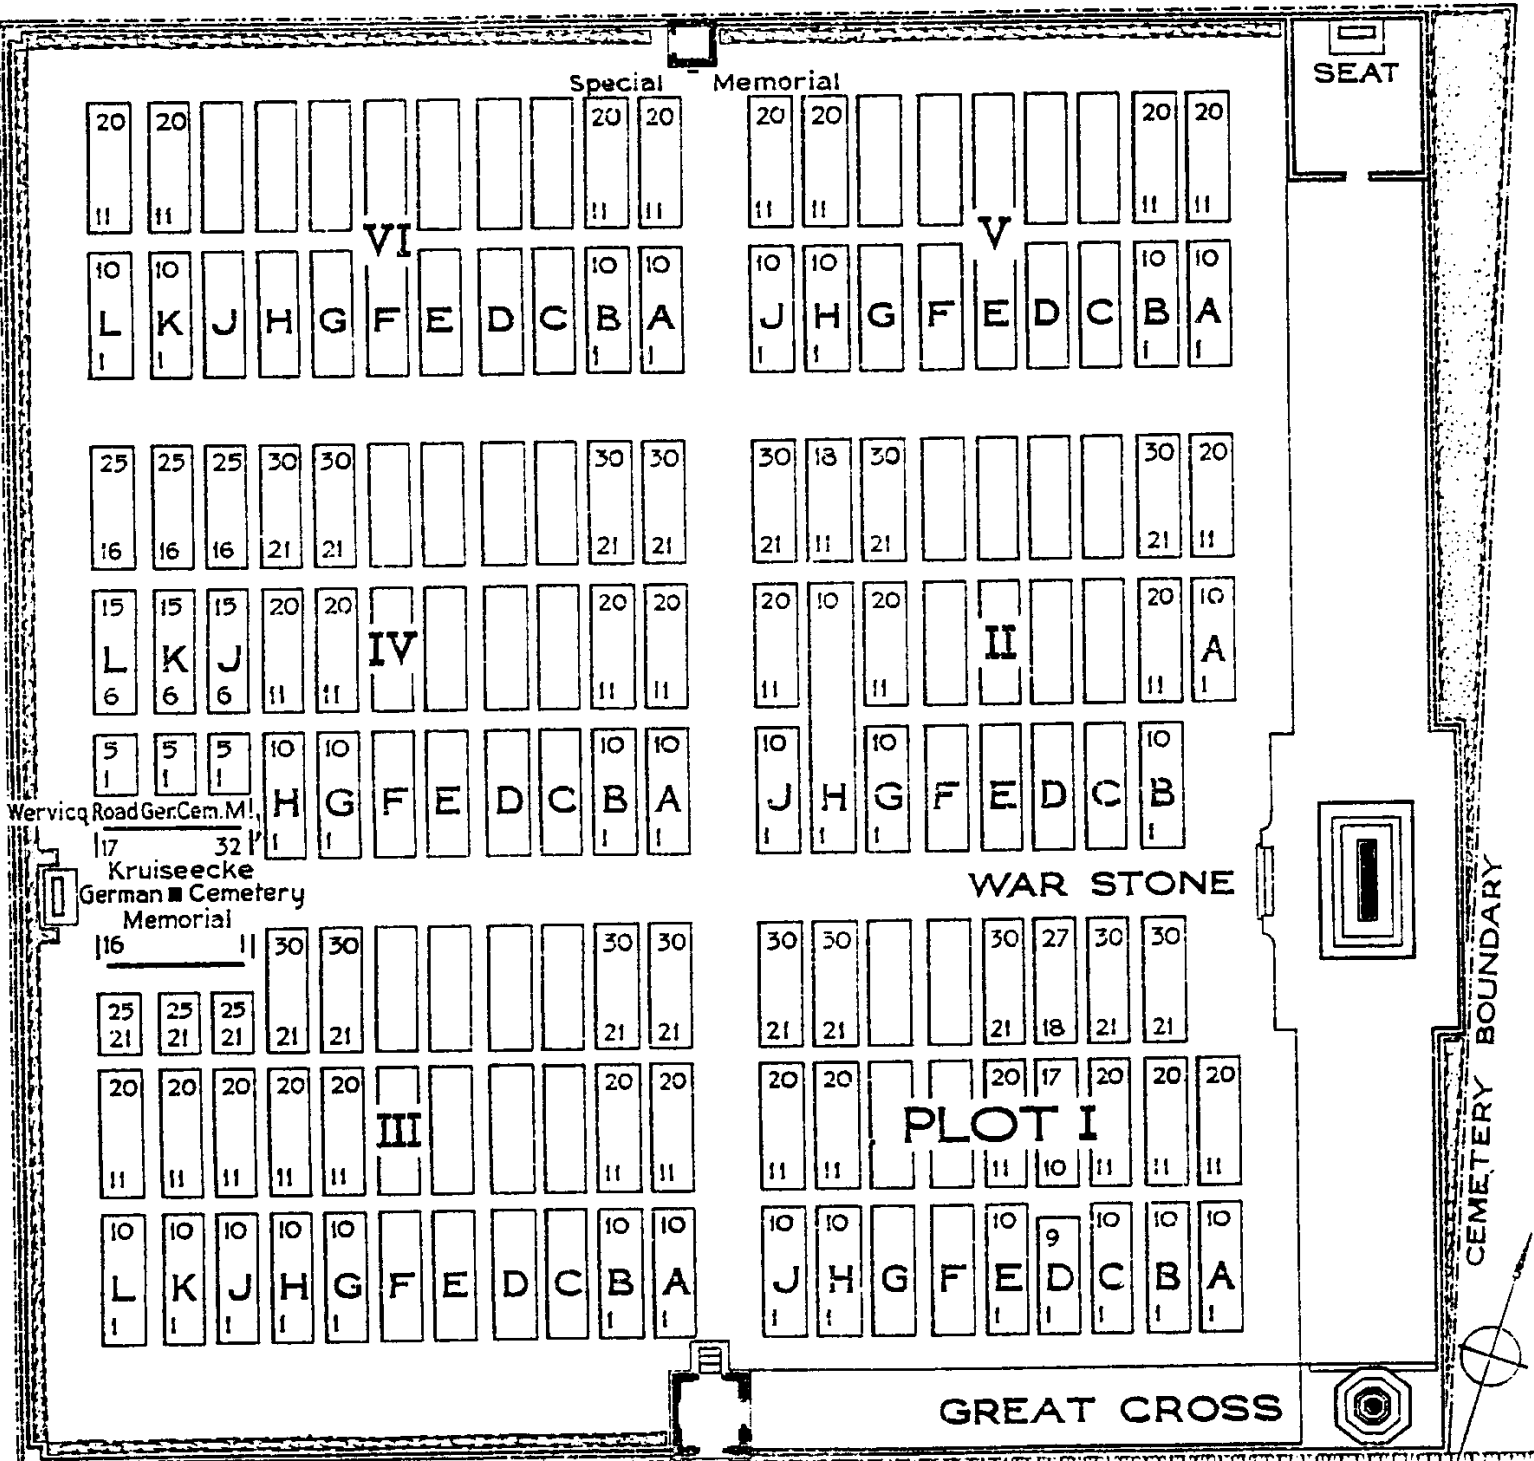 SEAT
Special Memorial
20 20 20 20 20 20 20 20
11 11 11 11 11 11 11 11
VI V
10 10 10 10 10 10 10 10
L K J H G F E D C B A J H G F E D C B A
1 1 1 1 1 1 1 1
25 25 25 30 30 30 30 30 18 30 30 20
16 16 16 21 21 21 21 21 11 21 21 11
15 15 15 20 20 20 20 20 10 20 20 10
L K J IV II A
6 6 6 11 11 11 11 11 11 11 1
5 5 5 10 10 10 10 10 10 10
1 1 1 H G F E D C B A J H G F E D C B
1 1 1 1 1 1 1
Wervicq Road Ger. Cem. Ml.
17 32
Kruiseecke
German Cemetery
Memorial
16 1
WAR STONE
CEMETERY BOUNDARY
30 30 30 30 30 30 30 27 30 30
25 25 25
21 21 21 21 21 21 21 21 21 21 18 21 21
20 20 20 20 20 20 20 20 20 20 17 20 20 20
III PLOT I
11 11 11 11 11 11 11 11 11 11 10 11 11 11
10 10 10 10 10 10 10 10 10 10 9 10 10 10
L K J H G F E D C B A J H G F E D C B A
1 1 1 1 1 1 1 1 1 1 1 1 1 1
GREAT CROSS